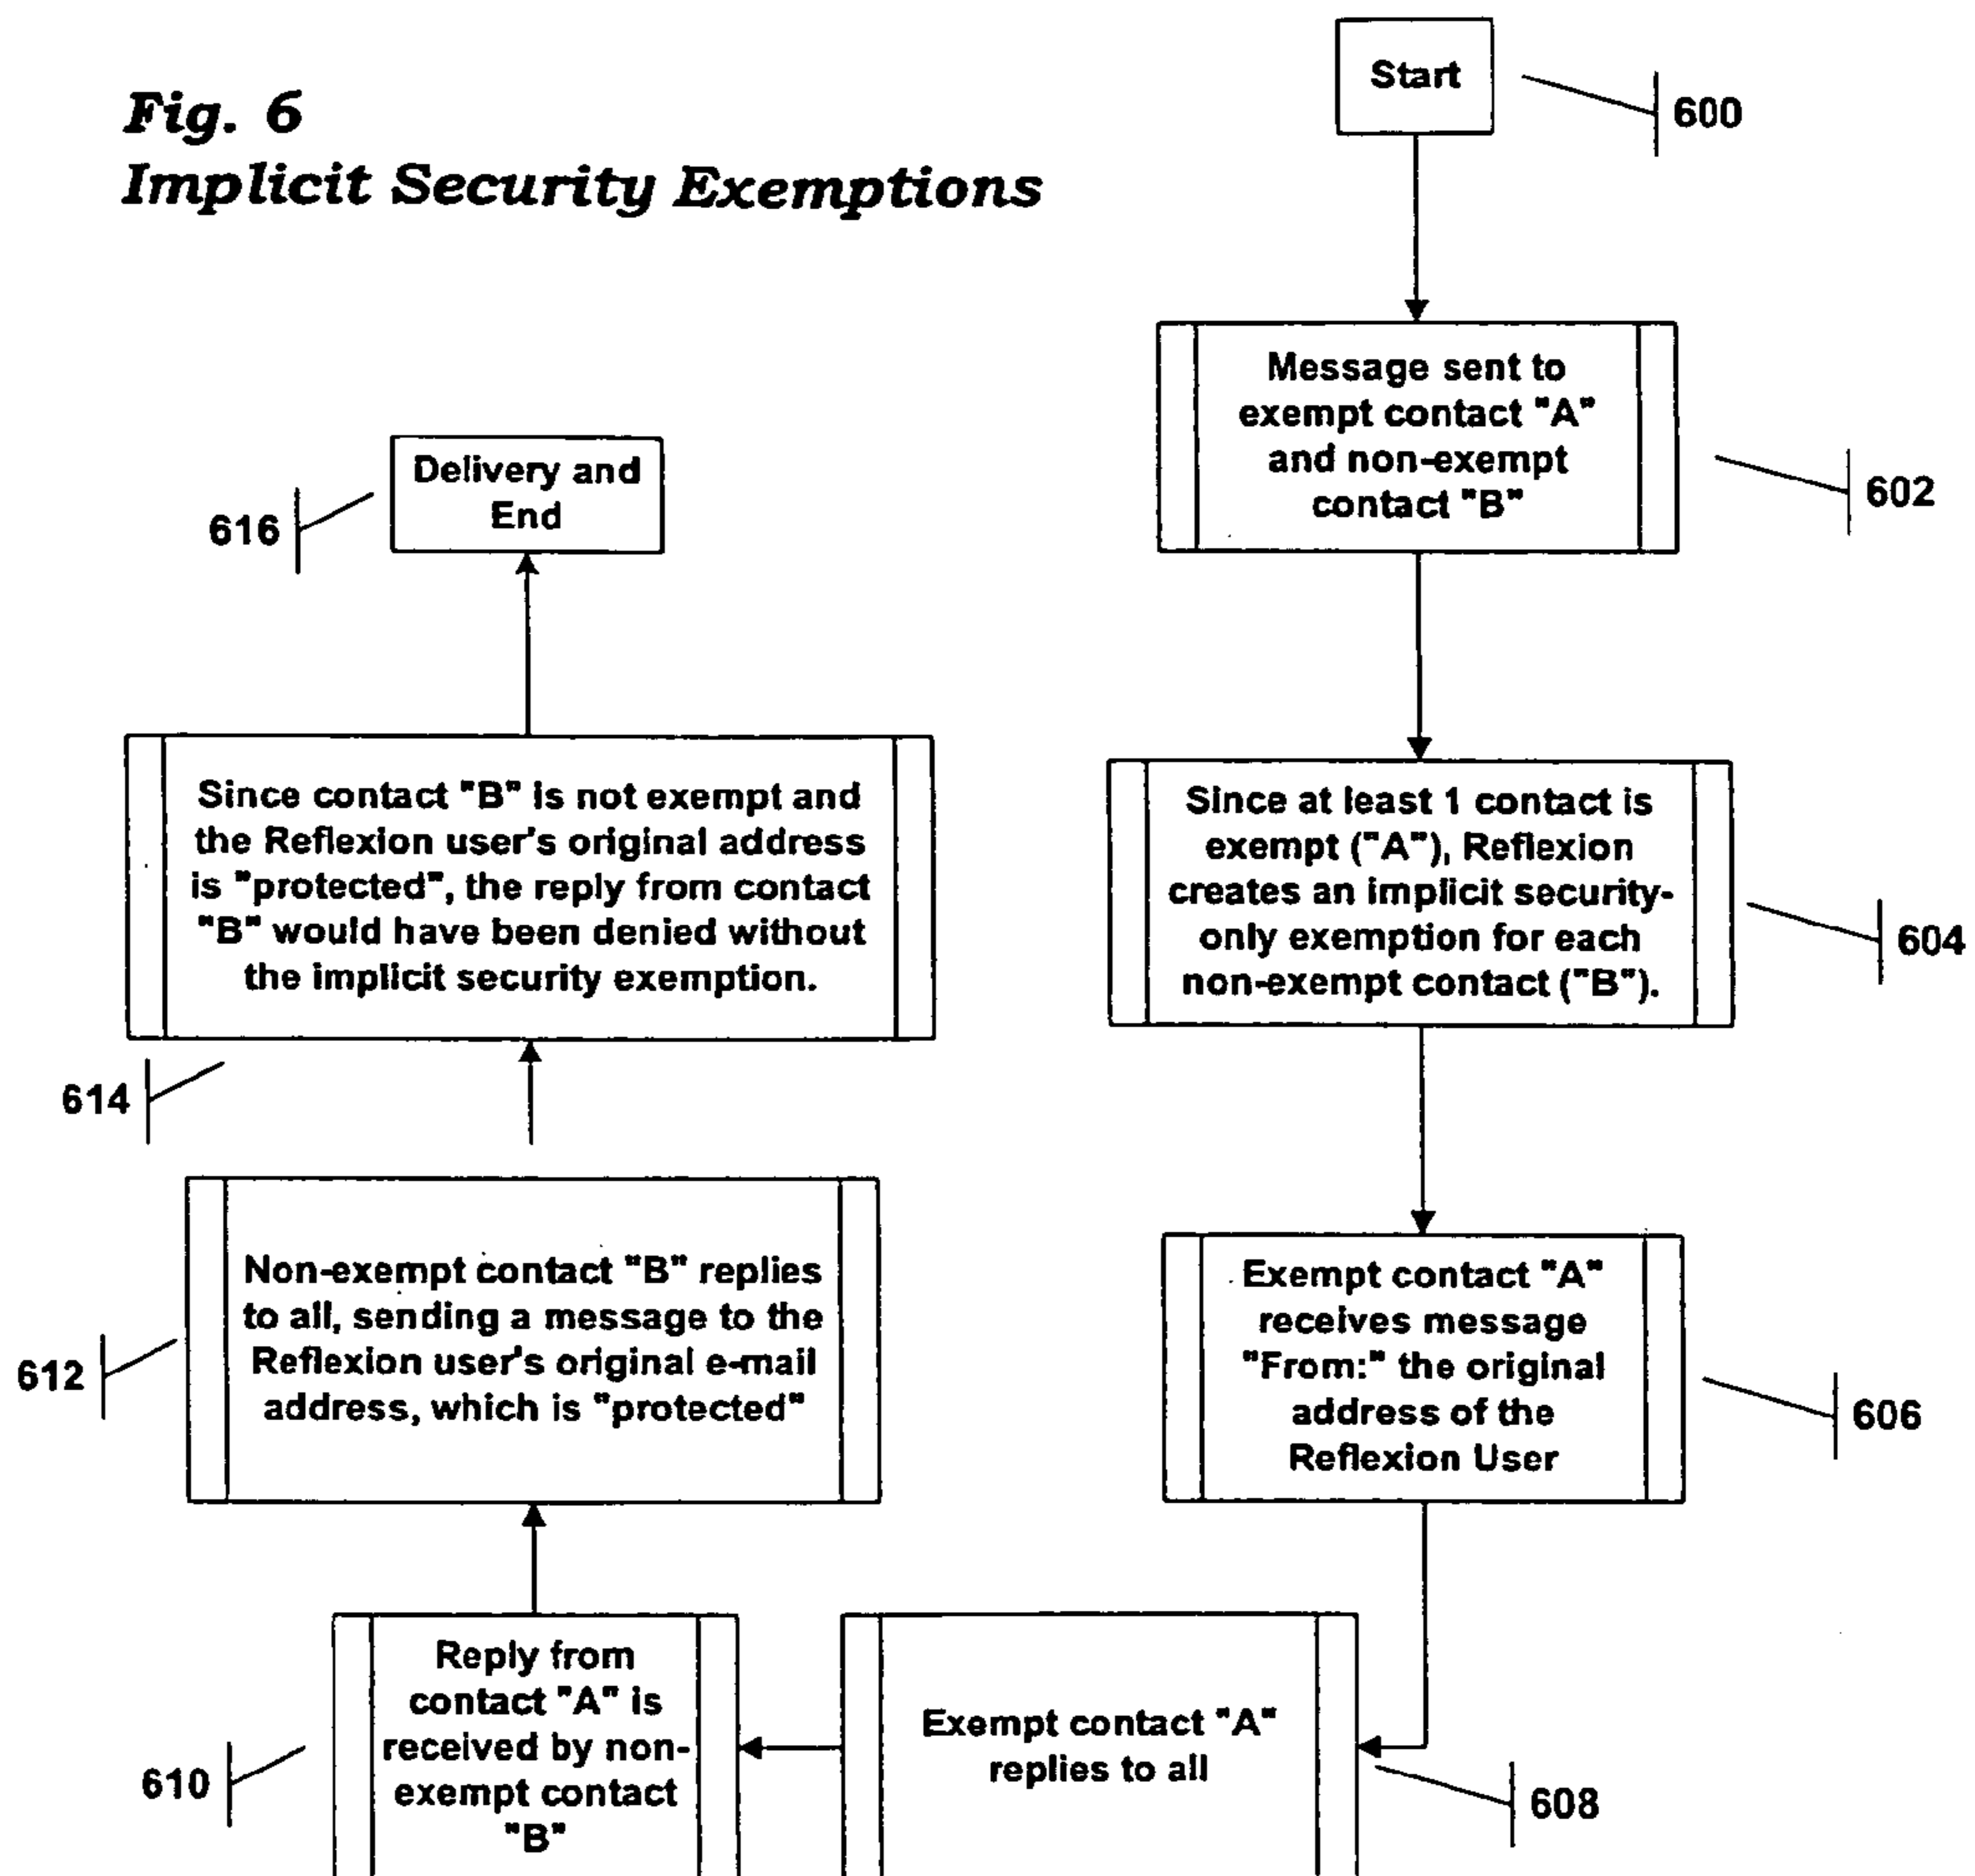 Fig. 6
Implicit Security Exemptions
Start
600
Message sent to
exempt contact "A"
and non-exempt
contact "B"
602
Since at least 1 contact is
exempt ("A"), Reflexion
creates an implicit security-
only exemption for each
non-exempt contact ("B").
604
Exempt contact "A"
receives message
"From:" the original
address of the
Reflexion User
606
Exempt contact "A"
replies to all
608
Reply from
contact "A" is
received by non-
exempt contact
"B"
610
Non-exempt contact "B" replies
to all, sending a message to the
Reflexion user's original e-mail
address, which is "protected"
612
Since contact "B" is not exempt and
the Reflexion user's original address
is "protected", the reply from contact
"B" would have been denied without
the implicit security exemption.
614
Delivery and
End
616